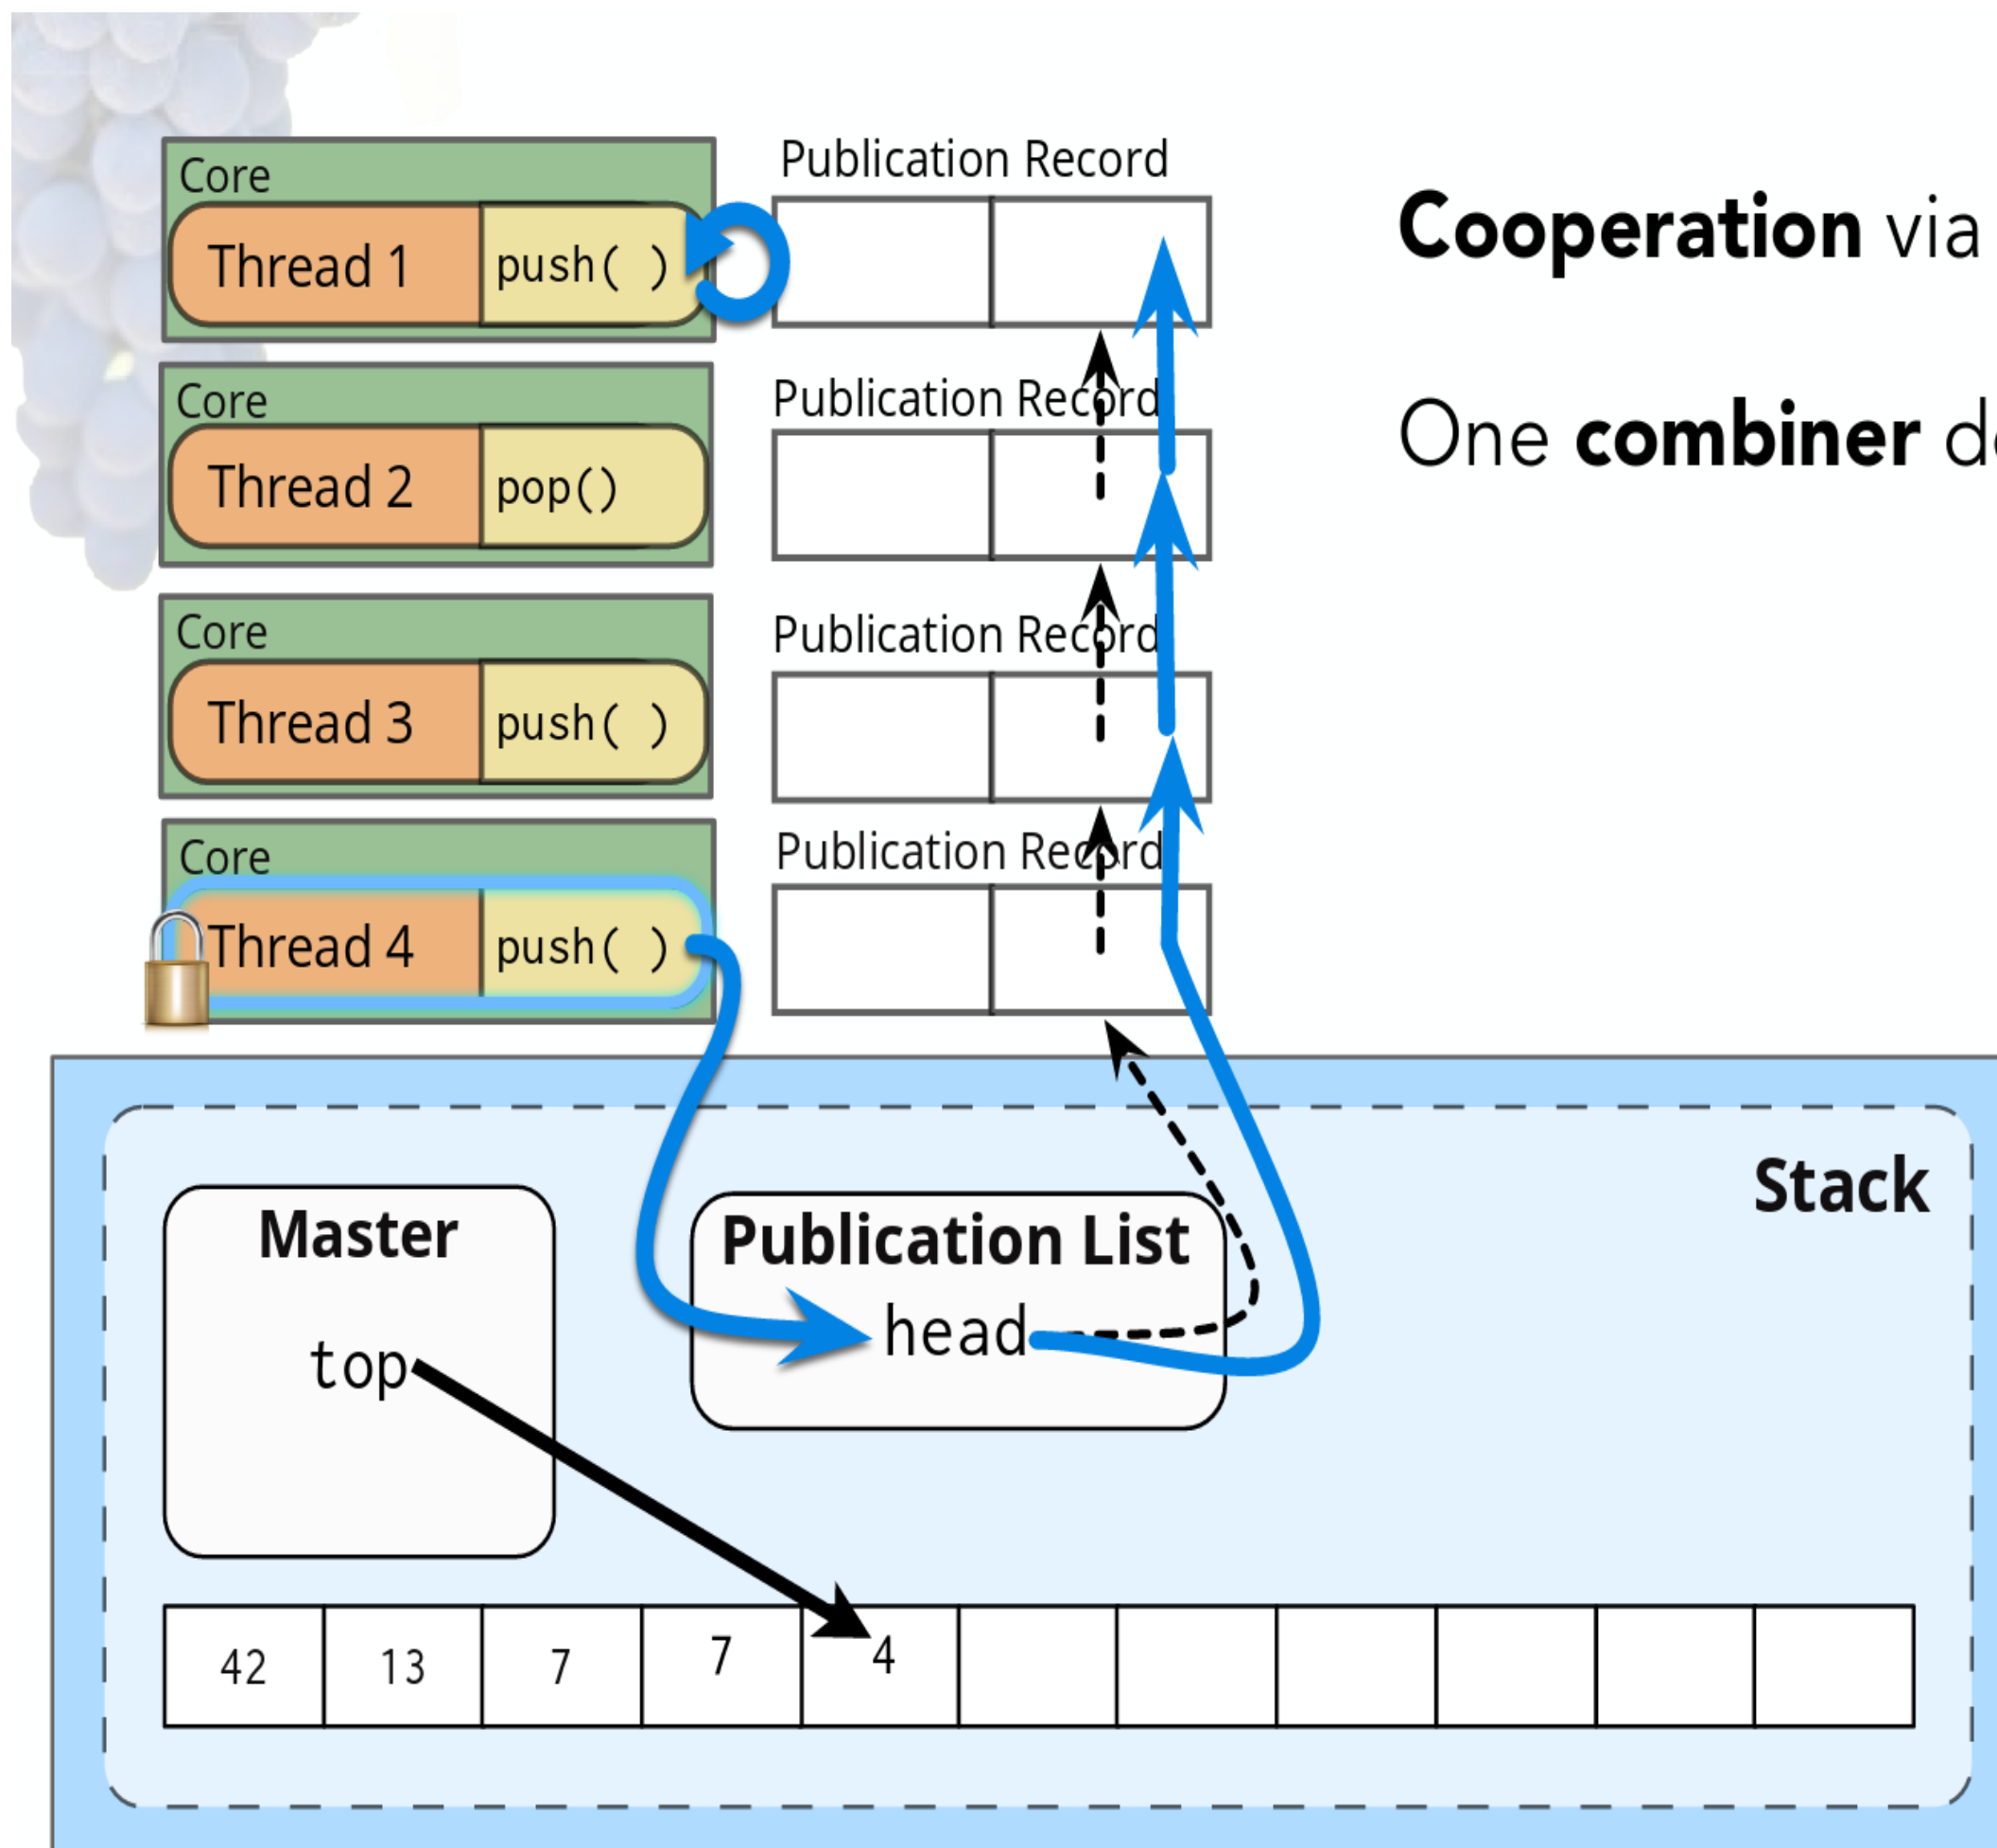 Core
Thread 1 push( )
Publication Record
Core
Thread 2 pop()
Publication Record
Core
Thread 3 push( )
Publication Record
Core
Thread 4 push( )
Publication Record
Cooperation via
One combiner
Stack
Master
top
Publication List
head
42 13 7 7 4